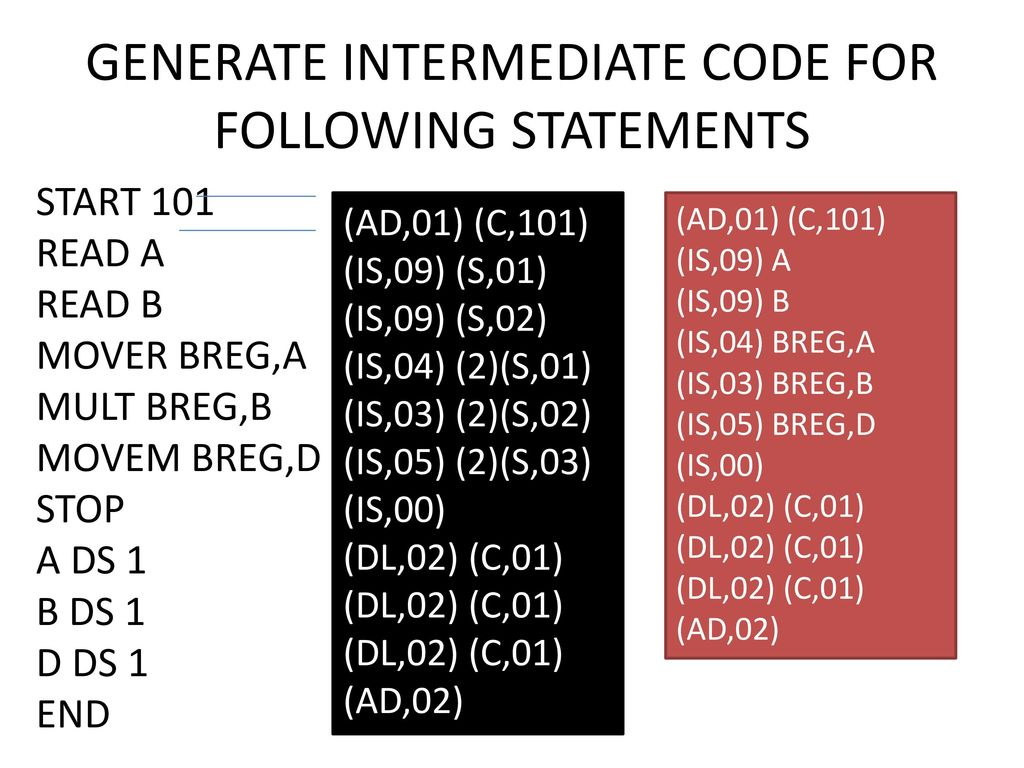 GENERATE INTERMEDIATE CODE FOR
FOLLOWING STATEMENTS
START 101
READ A
READ B
MOVER BREG,A
MULT BREG,B
MOVEM BREG,D
STOP
A DS 1
B DS 1
D DS 1
END
(AD,01) (C,101)
(IS,09) (S,01)
(IS,09) (S,02)
(IS,04) (2)(S,01)
(IS,03) (2)(S,02)
(IS,05) (2)(S,03)
(IS,00)
(DL,02) (C,01)
(DL,02) (C,01)
(DL,02) (C,01)
(AD,02)
(AD,01) (C,101)
(IS,09) A
(IS,09) B
(IS,04) BREG,A
(IS,03) BREG,B
(IS,05) BREG,D
(IS,00)
(DL,02) (C,01)
(DL,02) (C,01)
(DL,02) (C,01)
(AD,02)